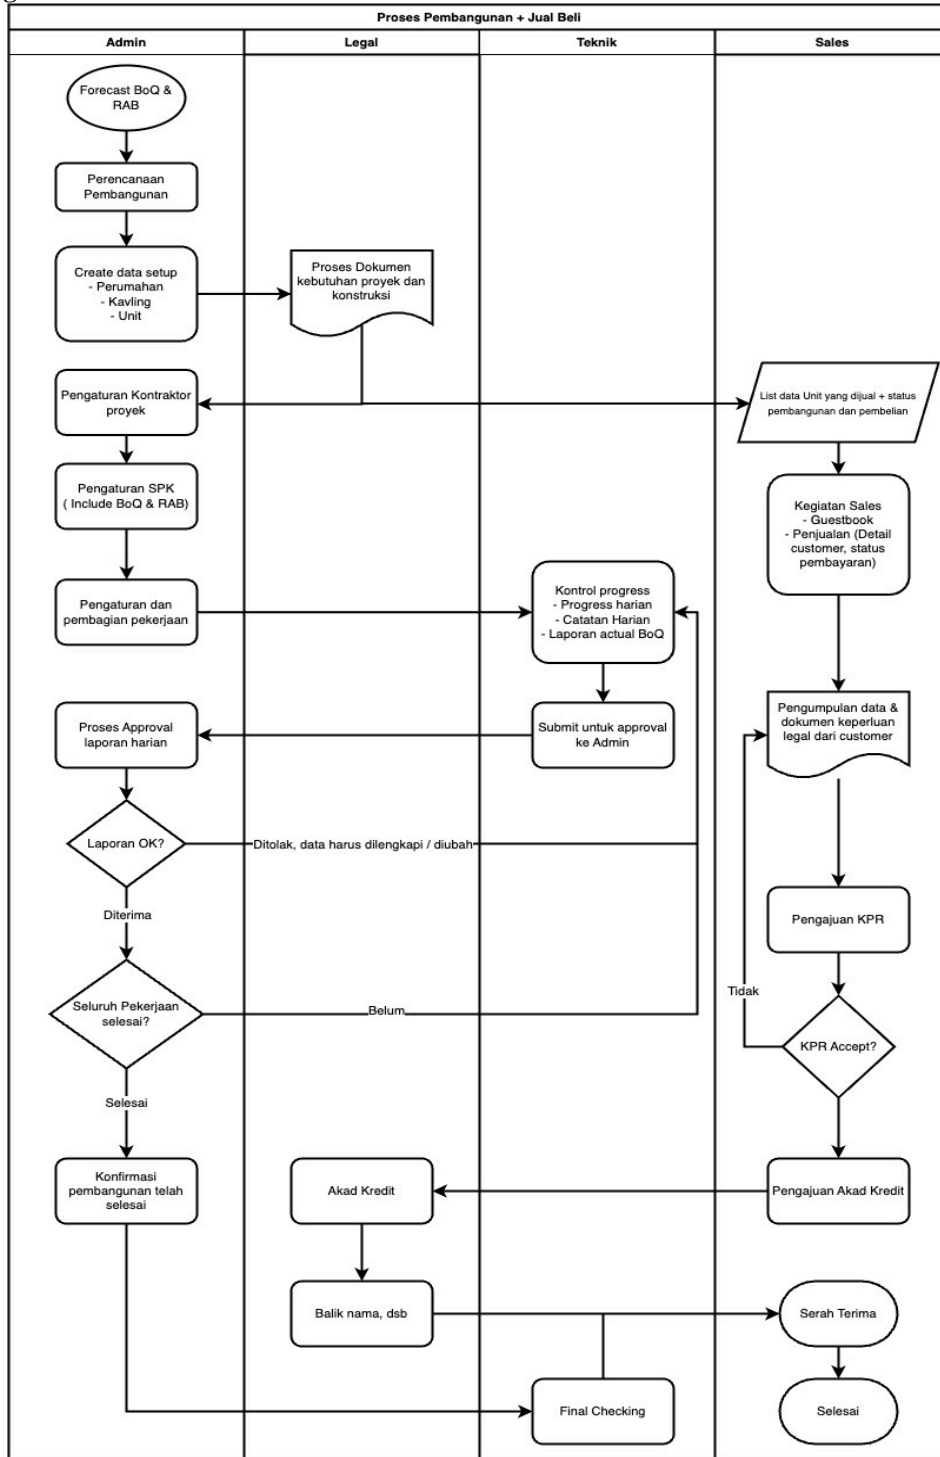 Proses Pembangunan + Jual Beli
Admin
Legal
Teknik
Sales
Forecast BoQ &
RAB
Perencanaan
Pembangunan
Create data setup
- Perumahan
- Kavling
- Unit
Proses Dokumen
kebutuhan proyek dan
konstruksi
Pengaturan Kontraktor
proyek
List data Unit yang dijual + status
pembangunan dan pembelian
Pengaturan SPK
( Include BoQ & RAB)
Kegiatan Sales
- Guestbook
- Penjualan (Detail
customer, status
pembayaran)
Pengaturan dan
pembagian pekerjaan
Kontrol progress
- Progress harian
- Catatan Harian
- Laporan actual BoQ
Proses Approval
laporan harian
Submit untuk approval
ke Admin
Pengumpulan data &
dokumen keperluan
legal dari customer
Laporan OK?
Ditolak, data harus dilengkapi / diubah
Diterima
Pengajuan KPR
Seluruh Pekerjaan
selesai?
Belum
Tidak
KPR Accept?
Selesai
Konfirmasi
pembangunan telah
selesai
Akad Kredit
Pengajuan Akad Kredit
Balik nama, dsb
Serah Terima
Final Checking
Selesai